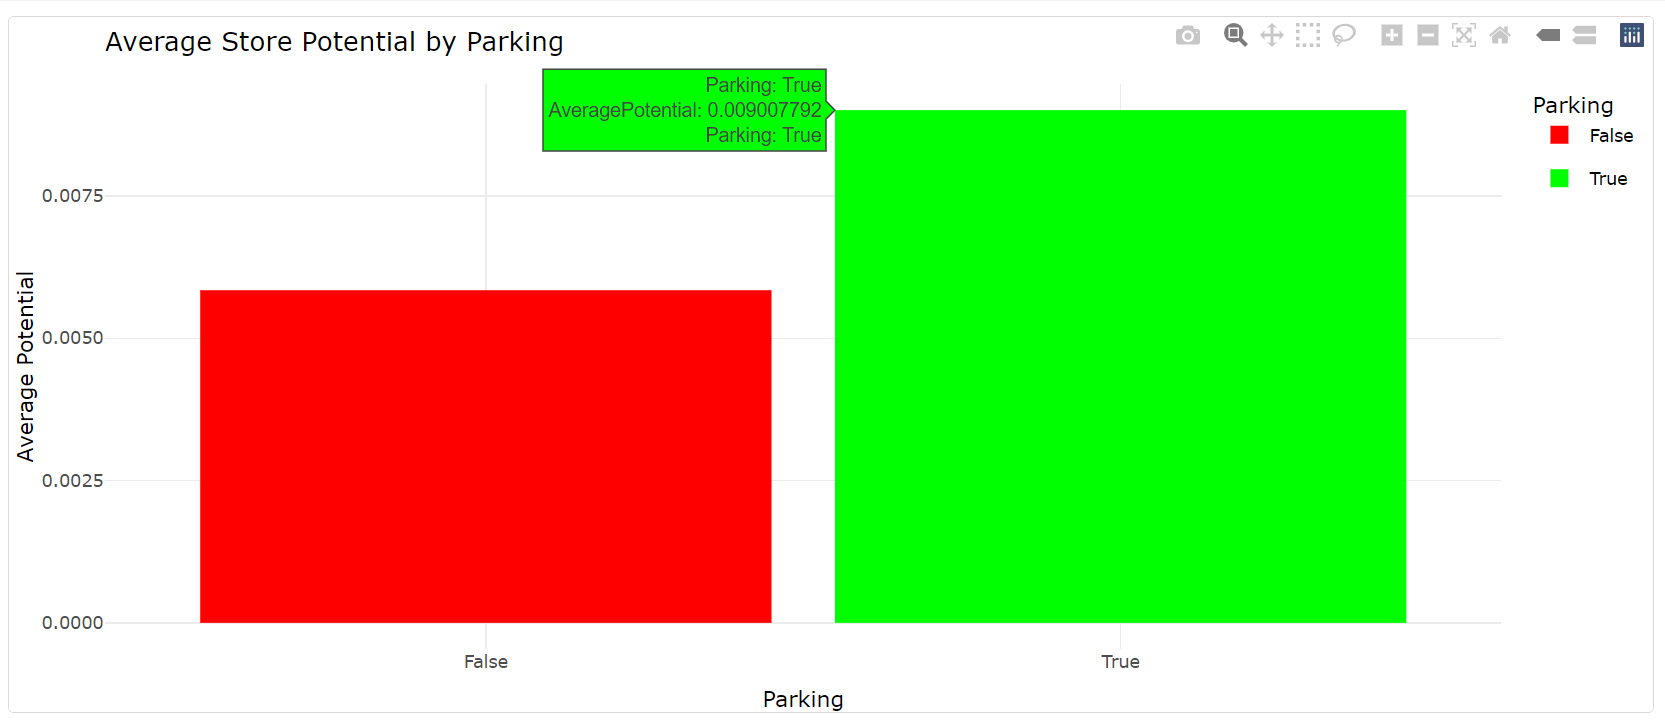 Average Store Potential by Parking
Parking: True
AveragePotential: 0.009007792
Parking: True
Parking
False
True
0.0075
0.0050
0.0025
0.0000
Average Potential
False
True
Parking